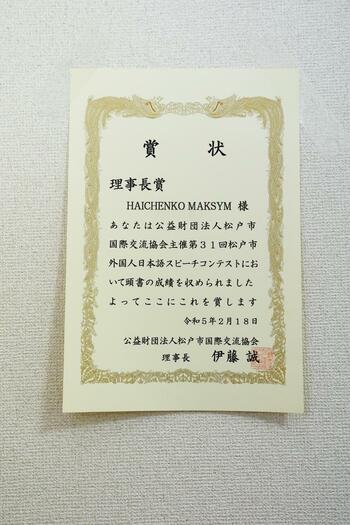 賞 状
理事長賞
HAICHENKO MAKSYM 様
あなたは公益財団法人松戸市
国際交流協会主催第31回松戸市
外国人日本語スピーチコンテストにお
いて頭書の成績を収められました
よってここにこれを賞します
令和5年2月18日
公益財団法人松戸市国際交流協会
理事長 伊藤 誠